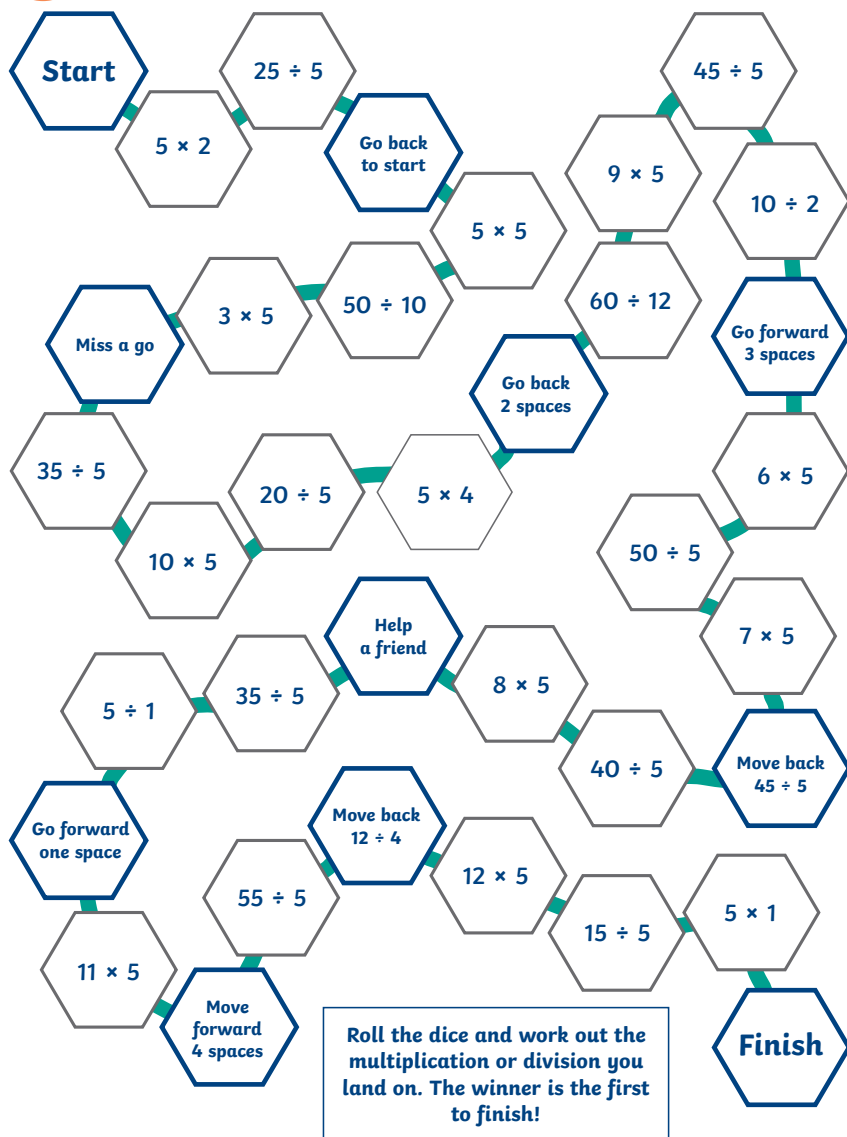 Start
5 × 2
25 ÷ 5
Go back
to start
5 × 5
50 ÷ 10
3 × 5
Miss a go
35 ÷ 5
10 × 5
20 ÷ 5
5 × 4
Go back
2 spaces
60 ÷ 12
9 × 5
45 ÷ 5
10 ÷ 2
Go forward
3 spaces
6 × 5
50 ÷ 5
7 × 5
Move back
45 ÷ 5
40 ÷ 5
8 × 5
Help
a friend
35 ÷ 5
5 ÷ 1
Go forward
one space
11 × 5
Move
forward
4 spaces
55 ÷ 5
Move back
12 ÷ 4
12 × 5
15 ÷ 5
5 × 1
Finish
Roll the dice and work out the
multiplication or division you
land on. The winner is the first
to finish!